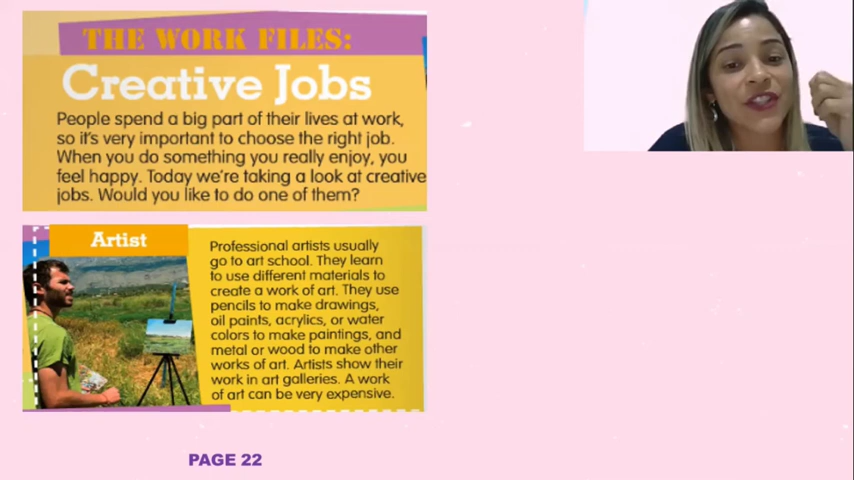 THE WORK FILES:
Creative Jobs
People spend a big part of their lives at work,
so it's very important to choose the right job.
When you do something you really enjoy, you
feel happy. Today we're taking a look at creative
jobs. Would you like to do one of them?
Artist
Professional artists usually
go to art school. They learn
to use different materials to
create a work of art. They use
pencils to make drawings,
oil paints, acrylics, or water
colors to make paintings, and
metal or wood to make other
works of art. Artists show their
work in art galleries. A work
of art can be very expensive.
PAGE 22